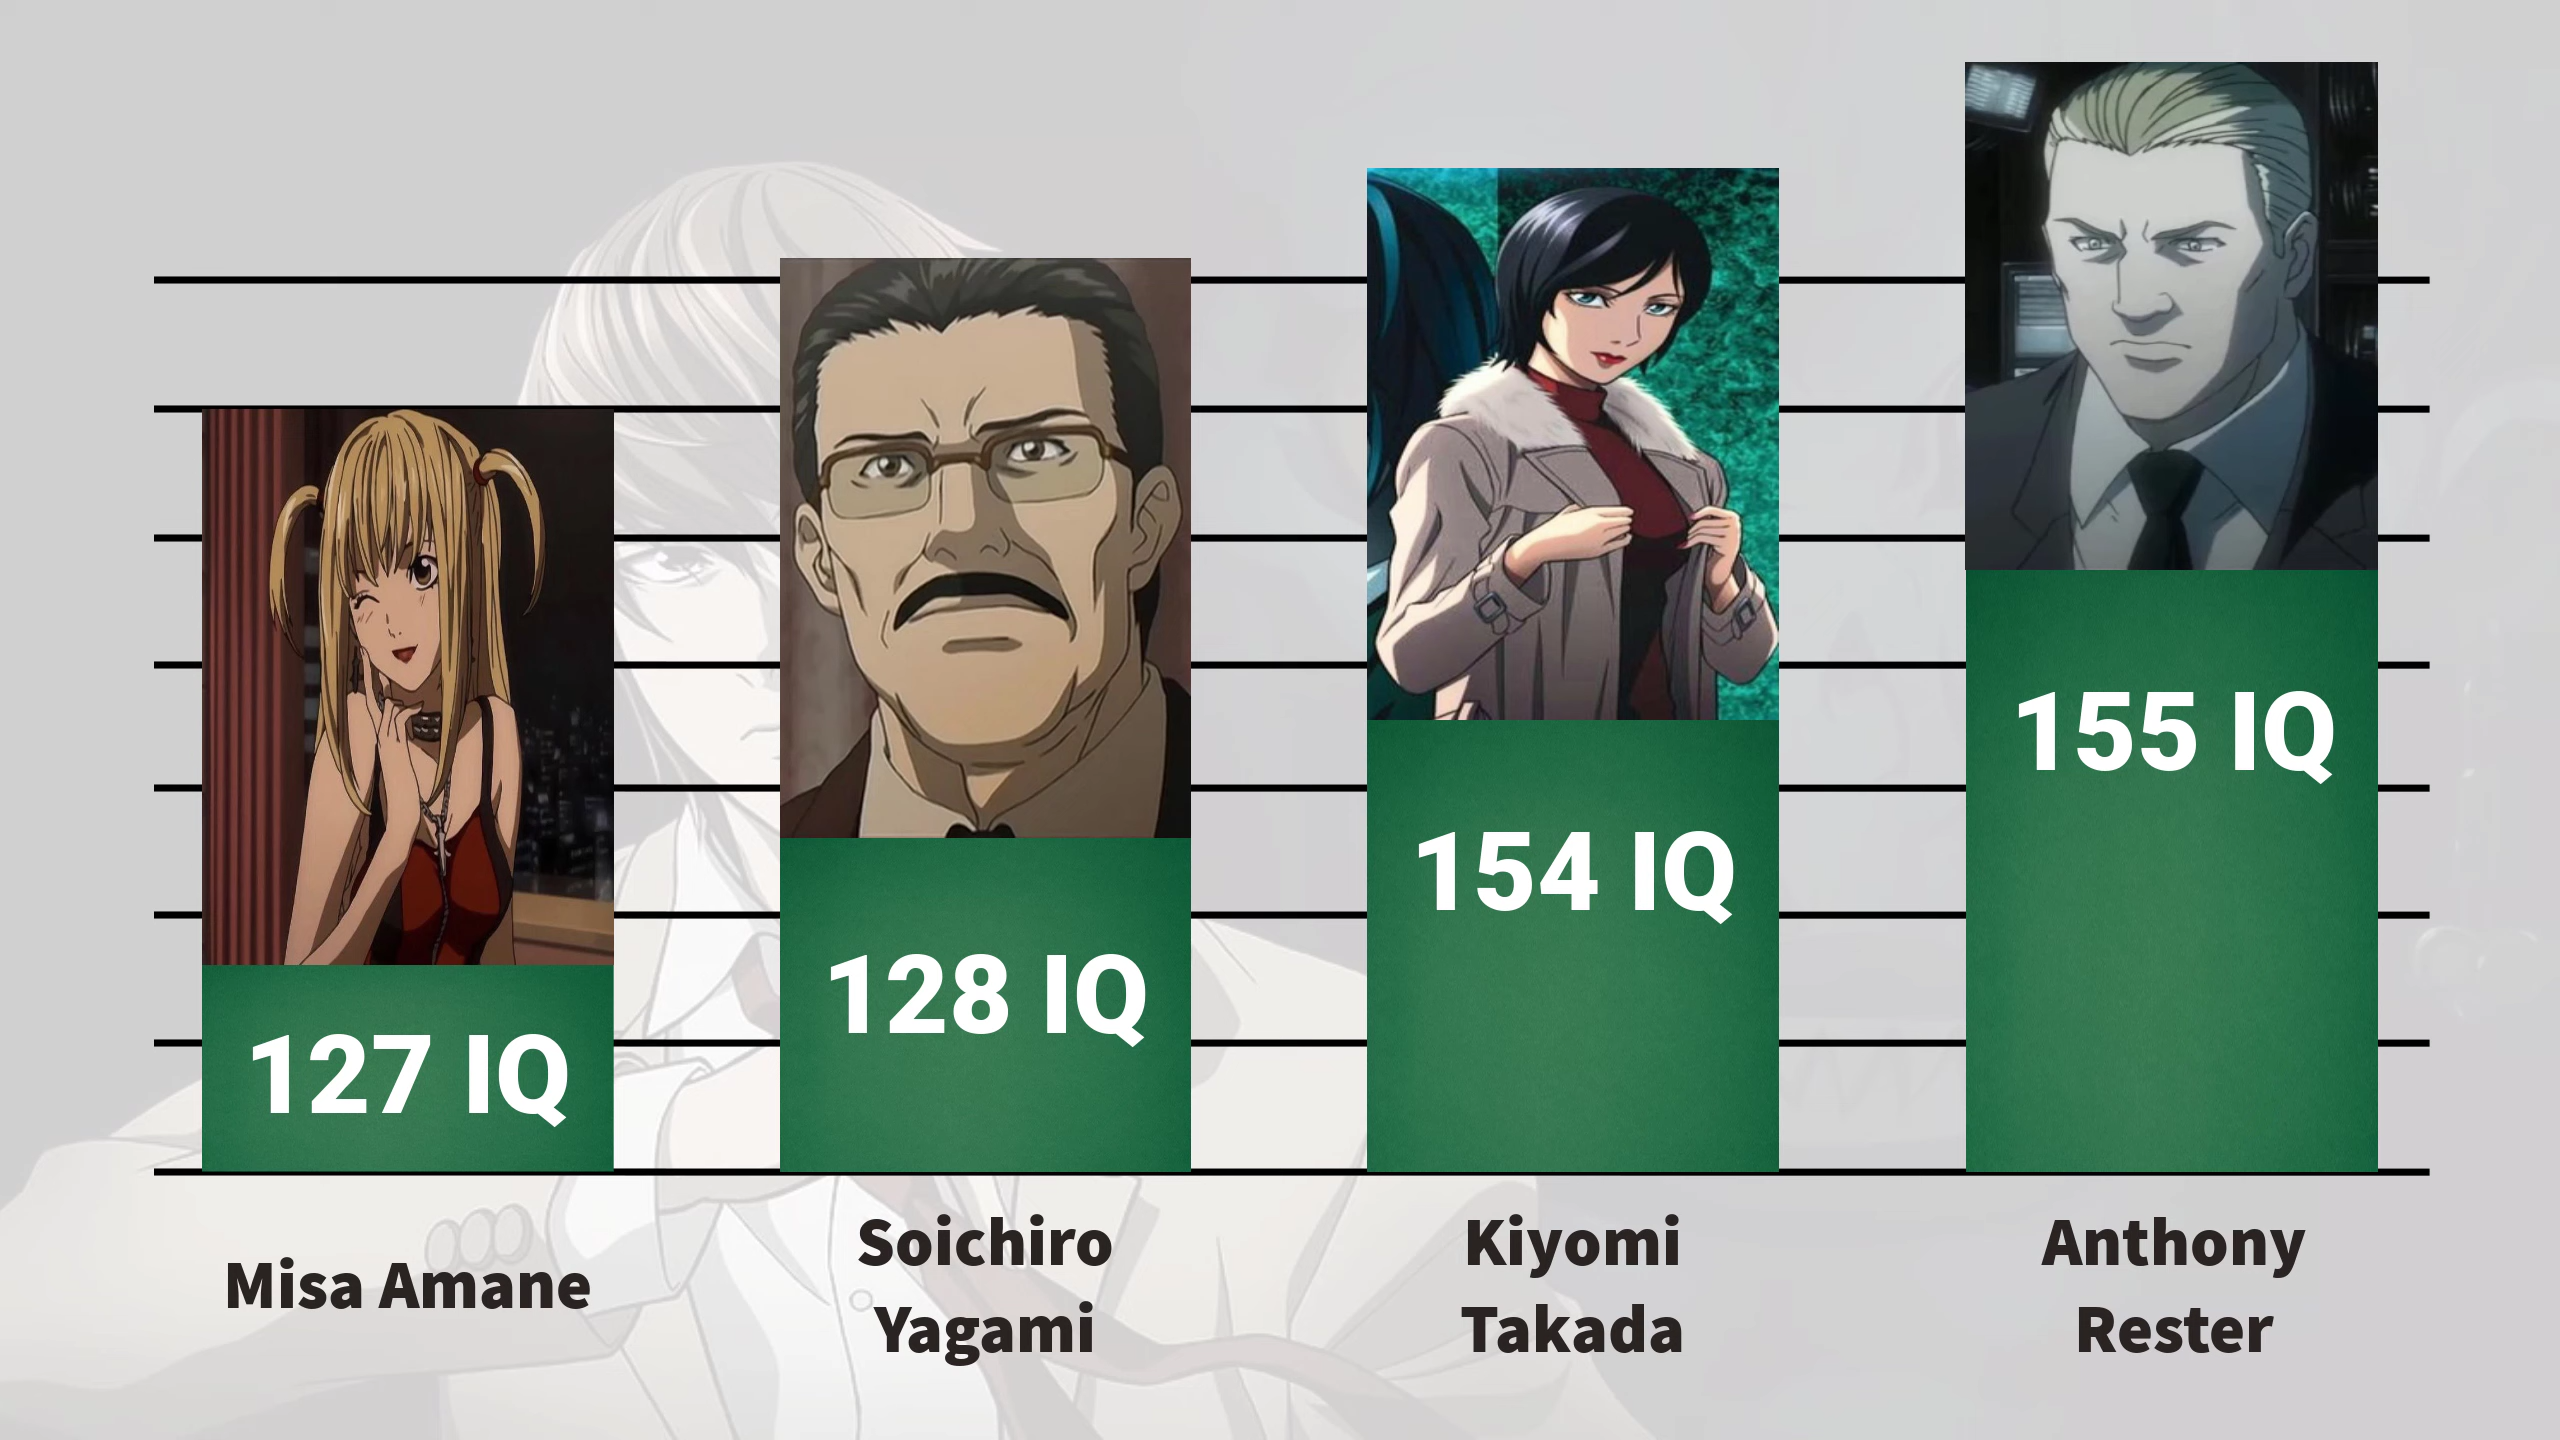 127 IQ
128 IQ
154 IQ
155 IQ
Misa Amane
Soichiro
Yagami
Kiyomi
Takada
Anthony
Rester